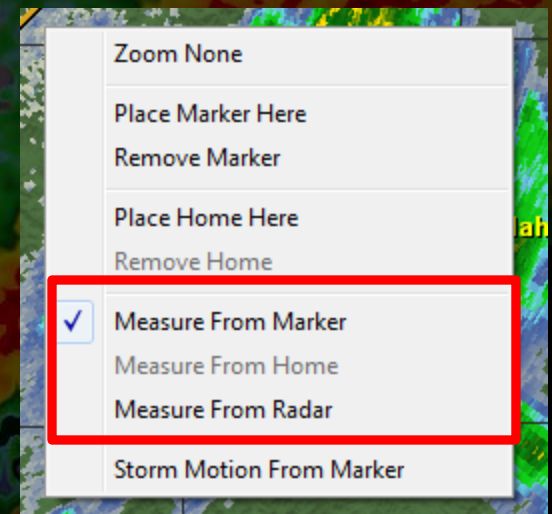 Zoom None
Place Marker Here
Remove Marker
Place Home Here
Remove Home
Measure From Marker
Measure From Home
Measure From Radar
Storm Motion From Marker